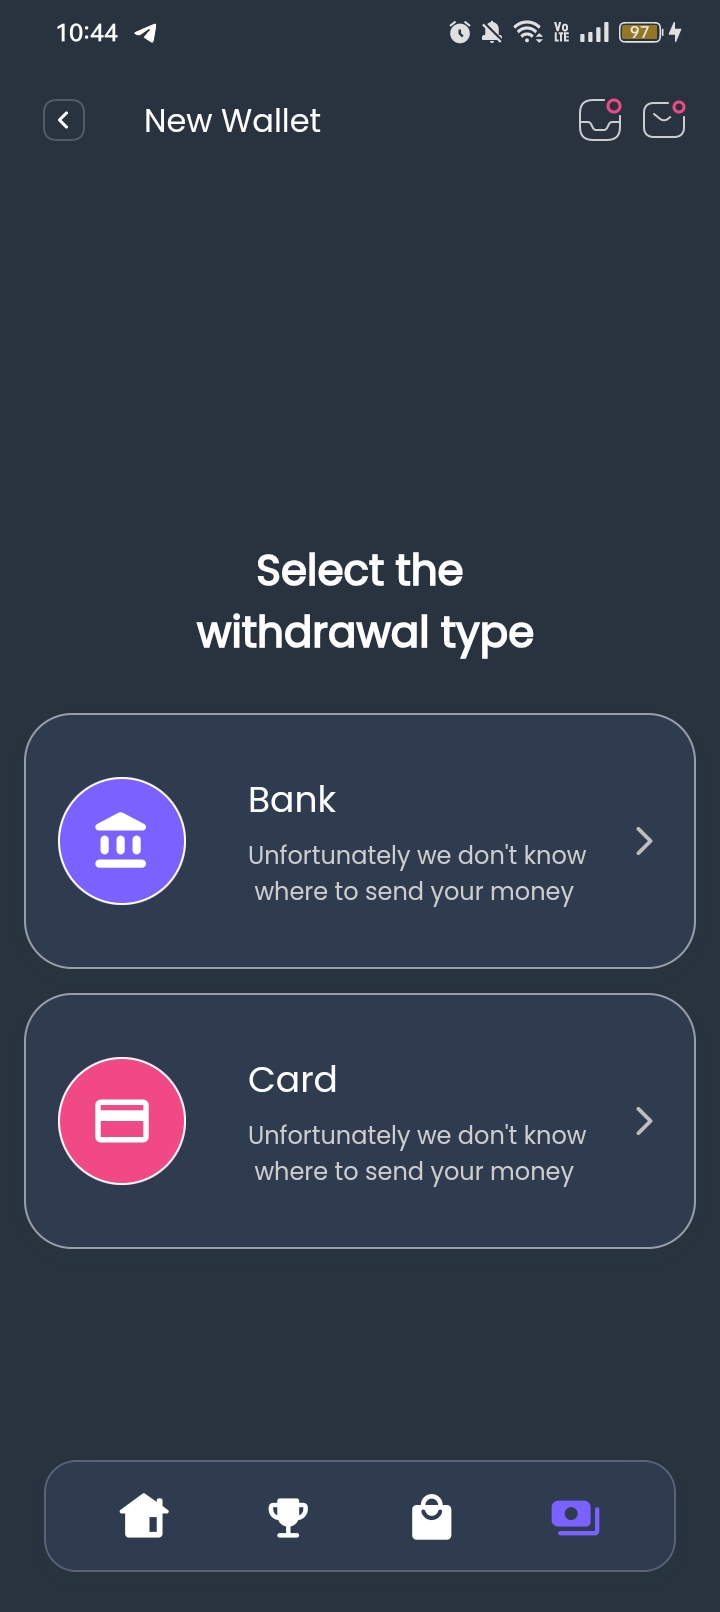 10:44
Vo
LTE
97
New Wallet
Select the
withdrawal type
Bank
Unfortunately we don't know
where to send your money
Card
Unfortunately we don't know
where to send your money